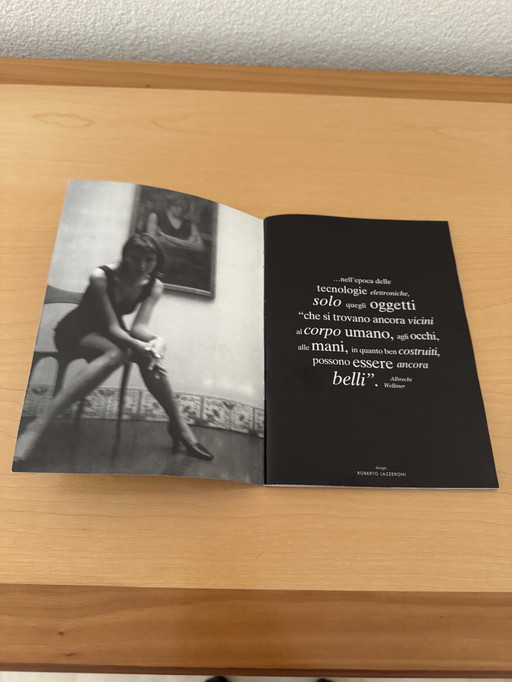 ...nell'epoca delle
tecnologie elettroniche,
solo quegli oggetti
"che si trovano ancora vicini
al corpo umano, agli occhi,
alle mani, in quanto ben costruiti,
possono essere ancora
belli". Albrecht
Wellmer
design
ROBERTO LAZZERONI